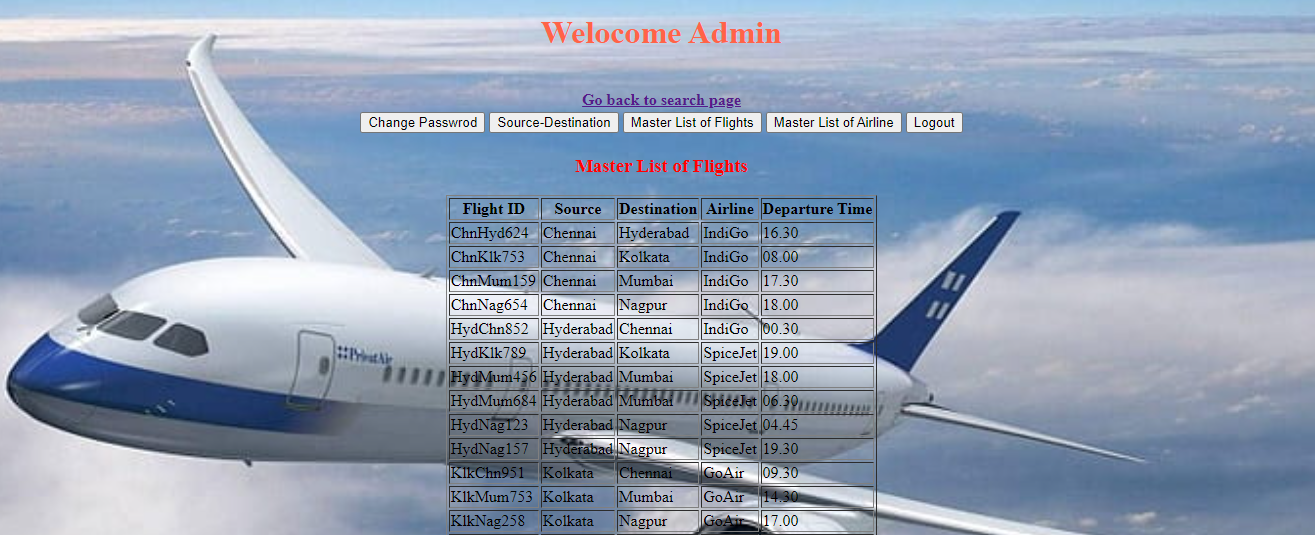 Welocome Admin
Go back to search page
Change Passwrod Source-Destination Master List of Flights Master List of Airline Logout
Master List of Flights
Flight ID Source Destination Airline Departure Time
ChnHyd624 Chennai Hyderabad IndiGo 16.30
ChnKlk753 Chennai Kolkata IndiGo 08.00
ChnMum159 Chennai Mumbai IndiGo 17.30
ChnNag654 Chennai Nagpur IndiGo 18.00
HydChn852 Hyderabad Chennai IndiGo 00.30
HydKlk789 Hyderabad Kolkata SpiceJet 19.00
PrivatAir
HydMum456 Hyderabad Mumbai SpiceJet 18.00
HydMum684 Hyderabad Mumbai SpiceJet 06.30
HydNag123 Hyderabad Nagpur SpiceJet 04.45
HydNag157 Hyderabad Nagpur SpiceJet 19.30
KlkChn951 Kolkata Chennai GoAir 09.30
KlkMum753 Kolkata Mumbai GoAir 14.30
KlkNag258 Kolkata Nagpur GoAir 17.00